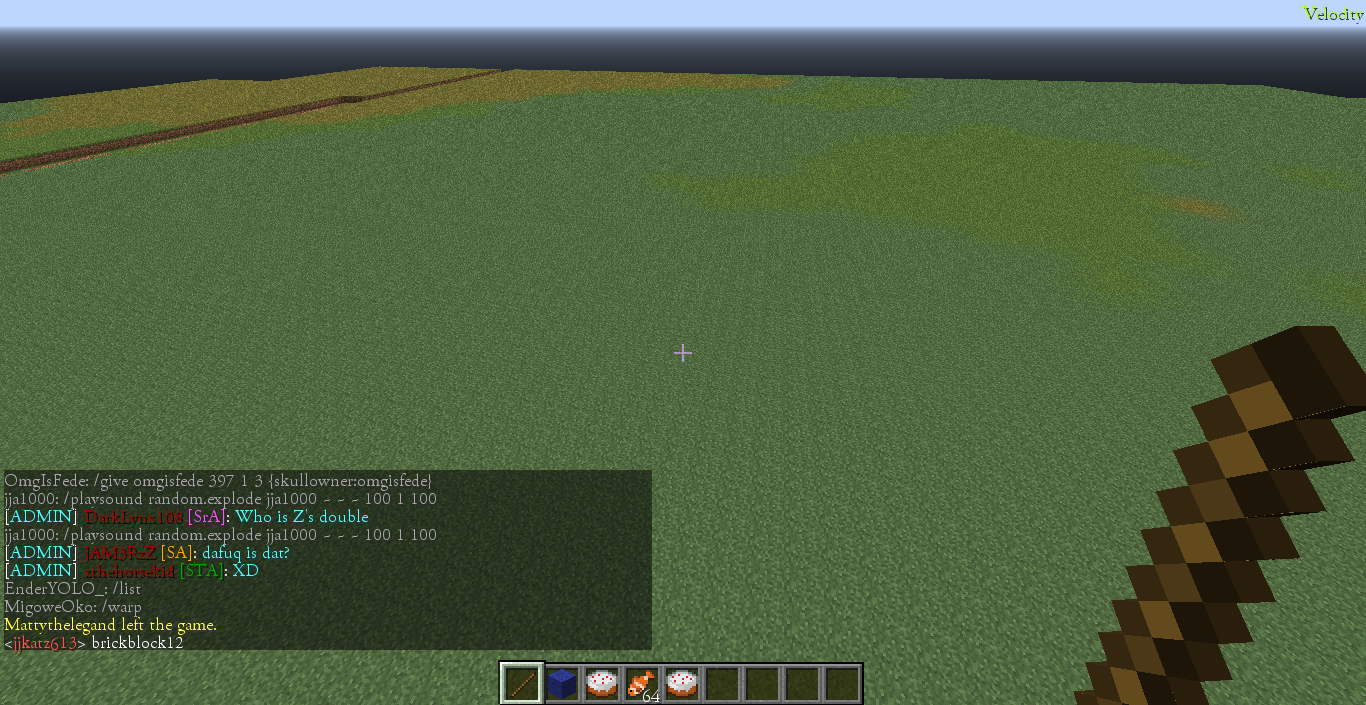 Velocity
OmgIsFede: /give omgisfede 397 1 3 {skullowner:omgisfede}
jja1000: /playsound random.explode jja1000 ~ ~ ~ 100 1 100
[ADMIN] DarkLynx108 [SrA]: Who is Z's double
jja1000: /playsound random.explode jja1000 ~ ~ ~ 100 1 100
[ADMIN] [SA]: dafuq is dat?
[ADMIN] [STA]: XD
EnderYOLO_: /list
MigoweOko: /warp
Mattythelegand left the game.
<jjkatz613> brickblock12
64